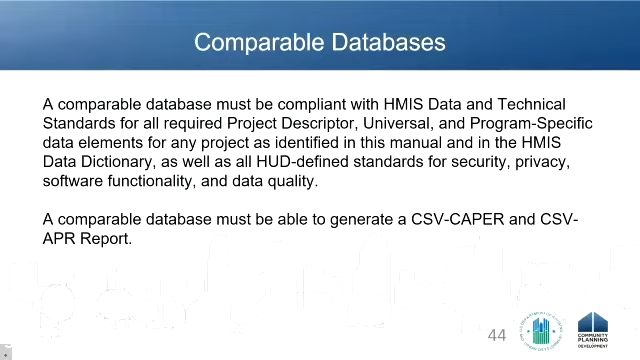 Comparable Databases
A comparable database must be compliant with HMIS Data and Technical
Standards for all required Project Descriptor, Universal, and Program-Specific
data elements for any project as identified in this manual and in the HMIS
Data Dictionary, as well as all HUD-defined standards for security, privacy,
software functionality, and data quality.
A comparable database must be able to generate a CSV-CAPER and CSV-
APR Report.
44
COMMUNITY
PLANNING
DEVELOPMENT